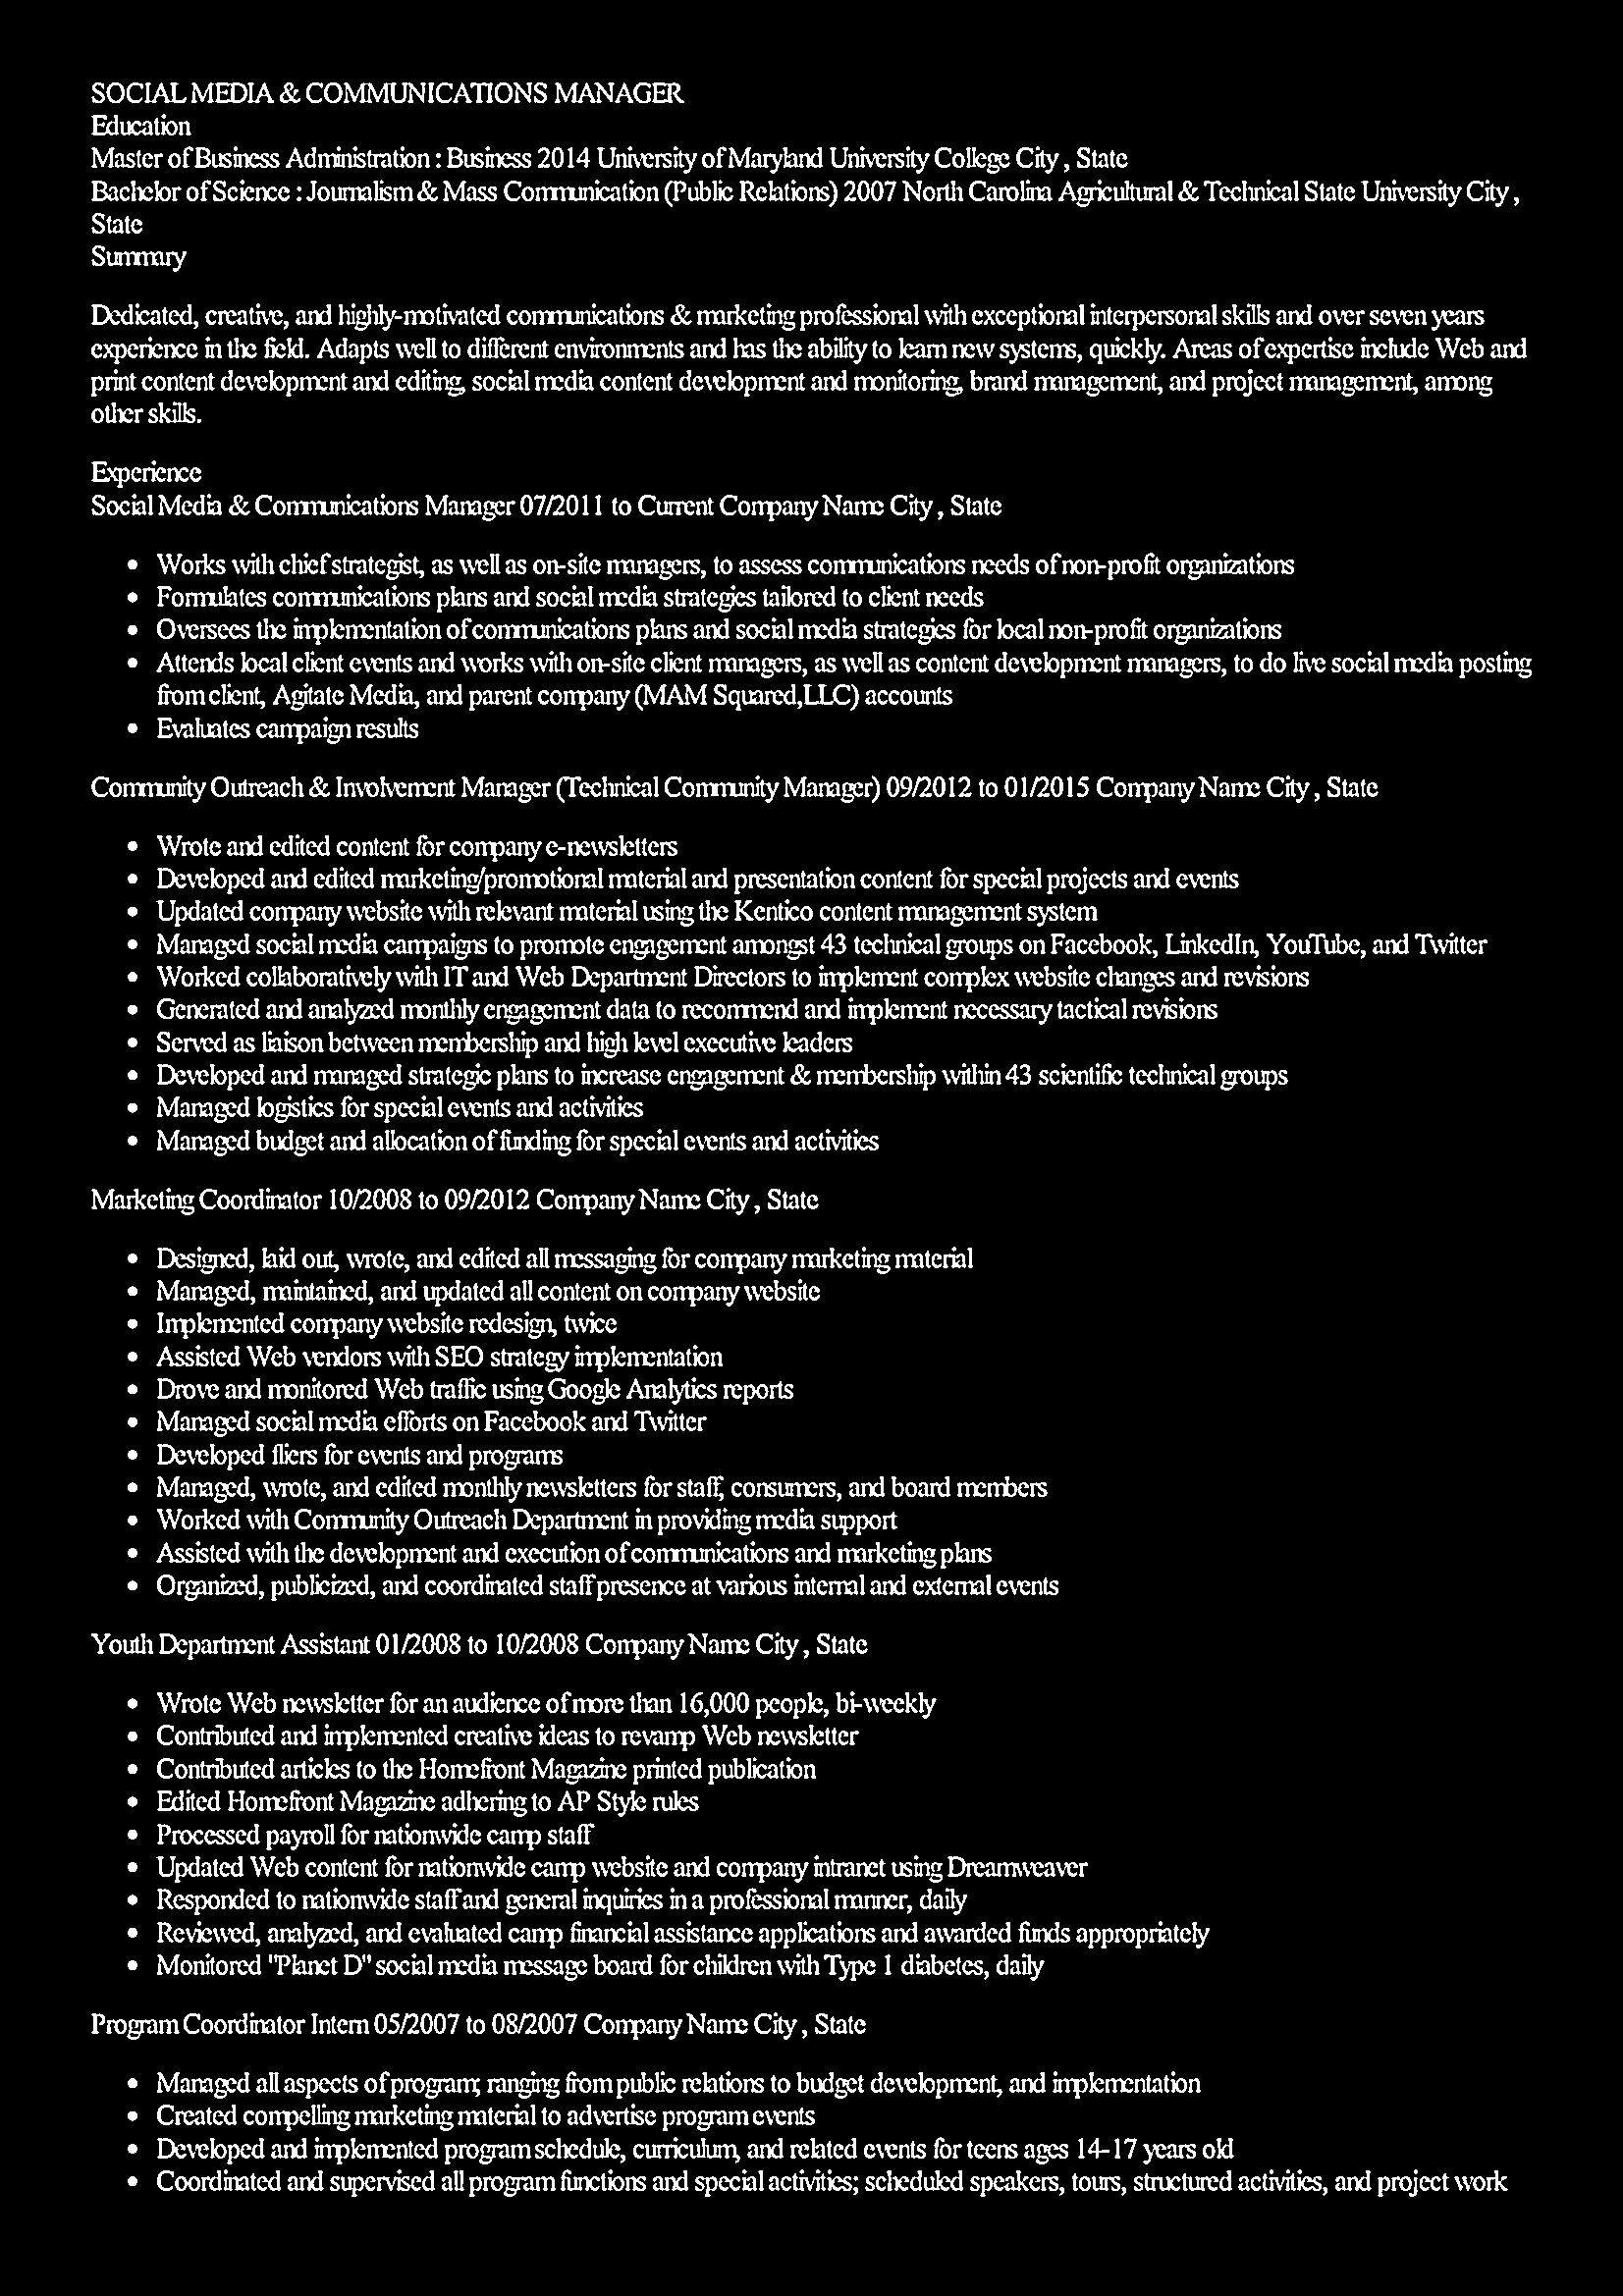 SOCIAL MEDIA & COMMUNICATIONS MANAGER
Education
Master of Business Administration : Business 2014 University of Maryland University College City , State
Bachelor of Science : Journalism & Mass Communication (Public Relations) 2007 North Carolina Agricultural & Technical State University City ,
State
Summary
Dedicated, creative, and highly-motivated communications & marketing professional with exceptional interpersonal skills and over seven years
experience in the field. Adapts well to different environments and has the ability to learn new systems, quickly. Areas of expertise include Web and
print content development and editing, social media content development and monitoring, brand management, and project management, among
other skills.
Experience
Social Media & Communications Manager 07/2011 to Current Company Name City , State
• Works with chief strategist, as well as on-site managers, to assess communications needs of non-profit organizations
• Formulates communications plans and social media strategies tailored to client needs
• Oversees the implementation of communications plans and social media strategies for local non-profit organizations
• Attends local client events and works with on-site client managers, as well as content development managers, to do live social media posting
from client, Agitate Media, and parent company (MAM Squared,LLC) accounts
• Evaluates campaign results
Community Outreach & Involvement Manager (Technical Community Manager) 09/2012 to 01/2015 Company Name City , State
• Wrote and edited content for company e-newsletters
• Developed and edited marketing/promotional material and presentation content for special projects and events
• Updated company website with relevant material using the Kentico content management system
• Managed social media campaigns to promote engagement amongst 43 technical groups on Facebook, LinkedIn, YouTube, and Twitter
• Worked collaboratively with IT and Web Department Directors to implement complex website changes and revisions
• Generated and analyzed monthly engagement data to recommend and implement necessary tactical revisions
• Served as liaison between membership and high level executive leaders
• Developed and managed strategic plans to increase engagement & membership within 43 scientific technical groups
• Managed logistics for special events and activities
• Managed budget and allocation of funding for special events and activities
Marketing Coordinator 10/2008 to 09/2012 Company Name City , State
• Designed, laid out, wrote, and edited all messaging for company marketing material
• Managed, maintained, and updated all content on company website
• Implemented company website redesign, twice
• Assisted Web vendors with SEO strategy implementation
• Drove and monitored Web traffic using Google Analytics reports
• Managed social media efforts on Facebook and Twitter
• Developed fliers for events and programs
• Managed, wrote, and edited monthly newsletters for staff, consumers, and board members
• Worked with Community Outreach Department in providing media support
• Assisted with the development and execution of communications and marketing plans
• Organized, publicized, and coordinated staff presence at various internal and external events
Youth Department Assistant 01/2008 to 10/2008 Company Name City , State
• Wrote Web newsletter for an audience of more than 16,000 people, bi-weekly
• Contributed and implemented creative ideas to revamp Web newsletter
• Contributed articles to the Homefront Magazine printed publication
• Edited Homefront Magazine adhering to AP Style rules
• Processed payroll for nationwide camp staff
• Updated Web content for nationwide camp website and company intranet using Dreamweaver
• Responded to nationwide staff and general inquiries in a professional manner, daily
• Reviewed, analyzed, and evaluated camp financial assistance applications and awarded funds appropriately
• Monitored "Planet D" social media message board for children with Type 1 diabetes, daily
Program Coordinator Intern 05/2007 to 08/2007 Company Name City , State
• Managed all aspects of program; ranging from public relations to budget development, and implementation
• Created compelling marketing material to advertise program events
• Developed and implemented program schedule, curriculum, and related events for teens ages 14-17 years old
• Coordinated and supervised all program functions and special activities; scheduled speakers, tours, structured activities, and project work